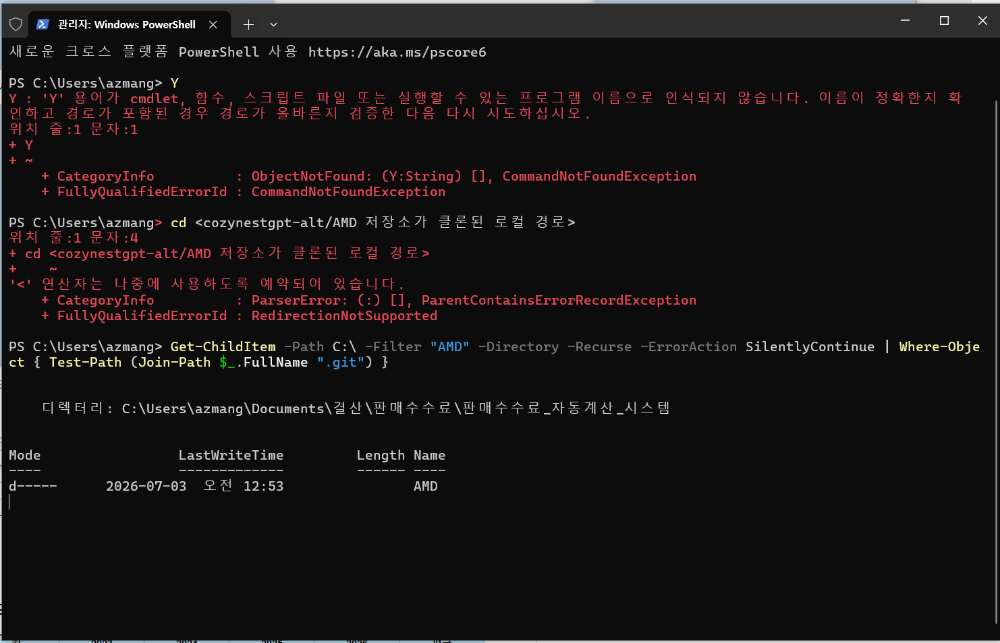 관리자: Windows PowerShell
새로운 크로스 플랫폼 PowerShell 사용 https://aka.ms/pscore6
PS C:\Users\azmang> Y
Y : 'Y' 용어가 cmdlet, 함수, 스크립트 파일 또는 실행할 수 있는 프로그램 이름으로 인식되지 않습니다. 이름이 정확한지 확
인하고 경로가 포함된 경우 경로가 올바른지 검증한 다음 다시 시도하십시오.
위치 줄:1 문자:1
+ Y
+ ~
    + CategoryInfo          : ObjectNotFound: (Y:String) [], CommandNotFoundException
    + FullyQualifiedErrorId : CommandNotFoundException
PS C:\Users\azmang> cd <cozynestgpt-alt/AMD 저장소가 클론된 로컬 경로>
위치 줄:1 문자:4
+ cd <cozynestgpt-alt/AMD 저장소가 클론된 로컬 경로>
+    ~
'<' 연산자는 나중에 사용하도록 예약되어 있습니다.
    + CategoryInfo          : ParserError: (:) [], ParentContainsErrorRecordException
    + FullyQualifiedErrorId : RedirectionNotSupported
PS C:\Users\azmang> Get-ChildItem -Path C:\ -Filter "AMD" -Directory -Recurse -ErrorAction SilentlyContinue | Where-Obje
ct { Test-Path (Join-Path $_.FullName ".git") }
    디렉터리: C:\Users\azmang\Documents\결산\판매수수료\판매수수료_자동계산_시스템
Mode                 LastWriteTime         Length Name
----                 -------------         ------ ----
d-----      2026-07-03  오전 12:53                AMD